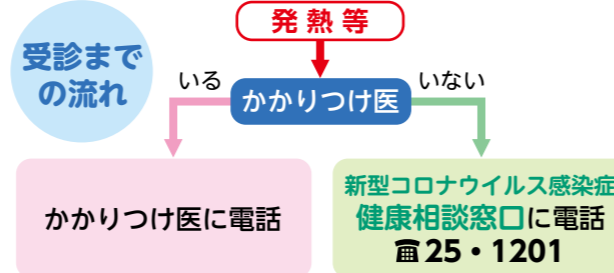 発熱等
受診まで
の流れ
いる
かかりつけ医
いない
かかりつけ医に電話
新型コロナウイルス感染症
健康相談窓口に電話
☎25・1201